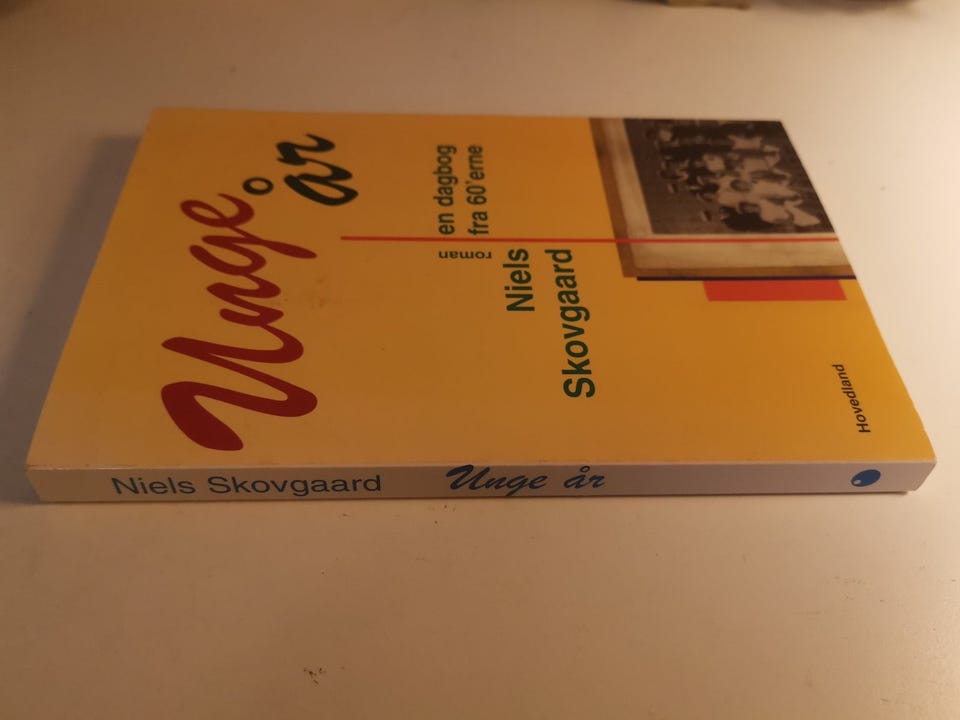 Unge
år
en dagbog
fra 60'erne
roman
Niels
Skovgaard
Hovedland
Niels Skovgaard Unge år